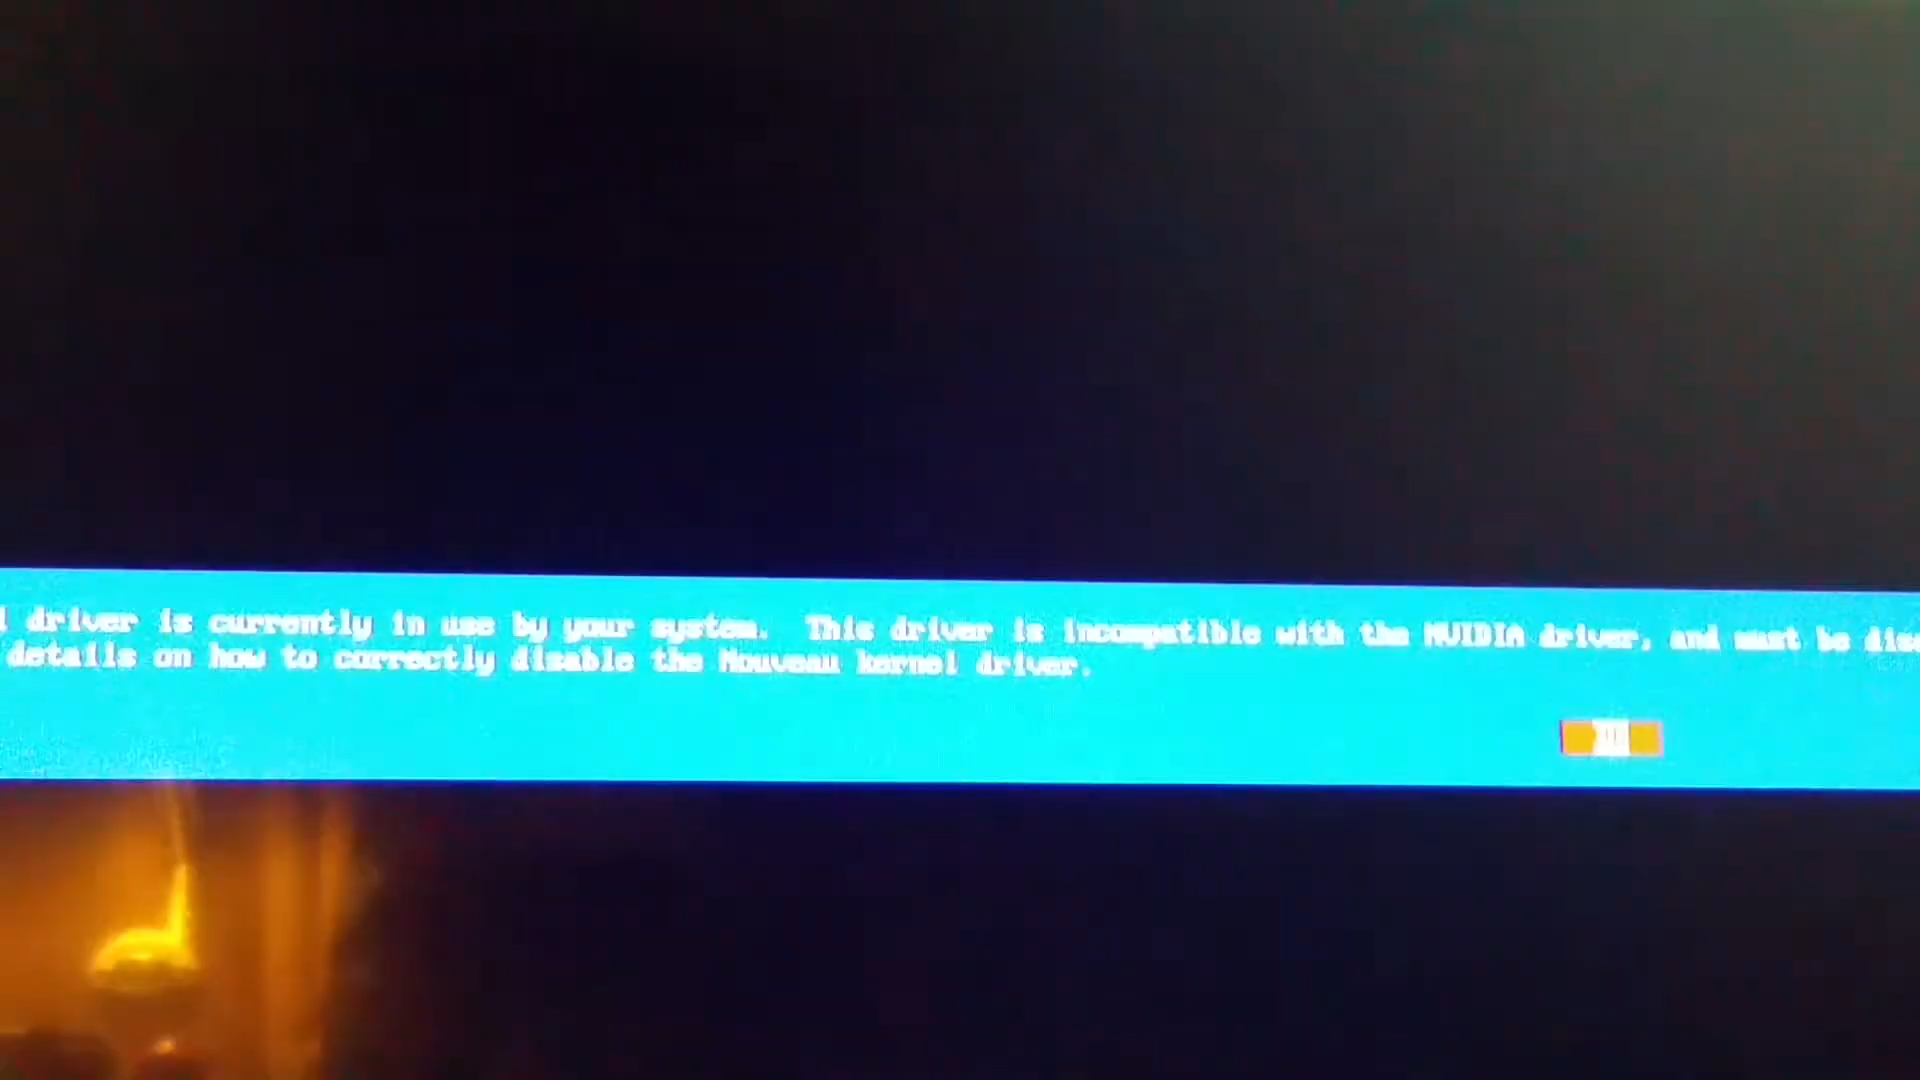 driver is currently in use by your system.  This driver is incompatible with the NVIDIA driver, and must be
details on how to correctly disable the Nouveau kernel driver.